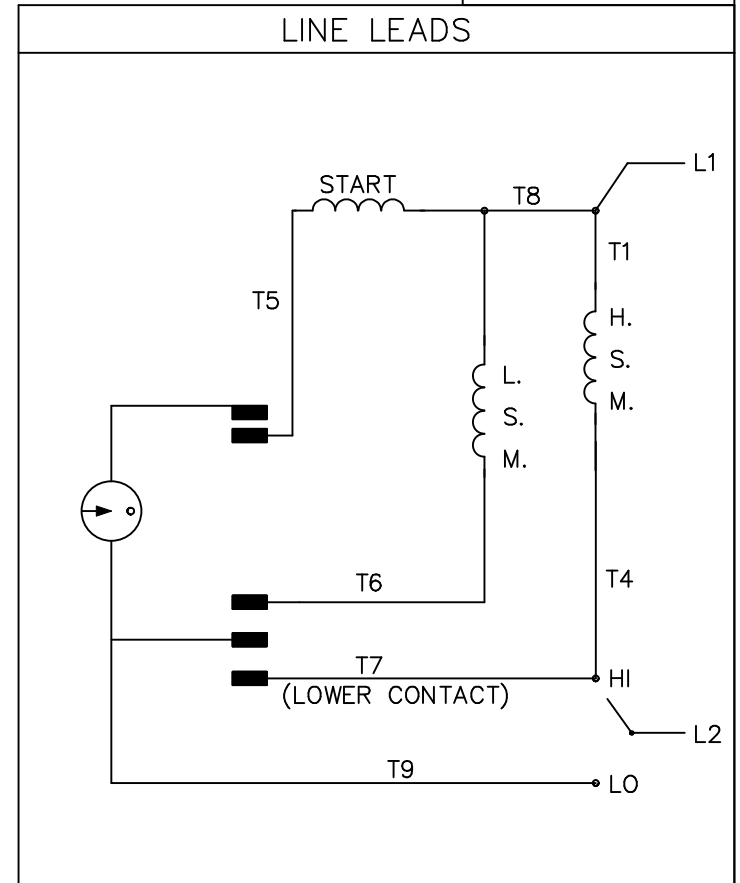 LINE LEADS
L1
START
T8
T1
T5
H.
S.
M.
L.
S.
M.
T6
T4
T7
(LOWER CONTACT)
HI
L2
T9
LO